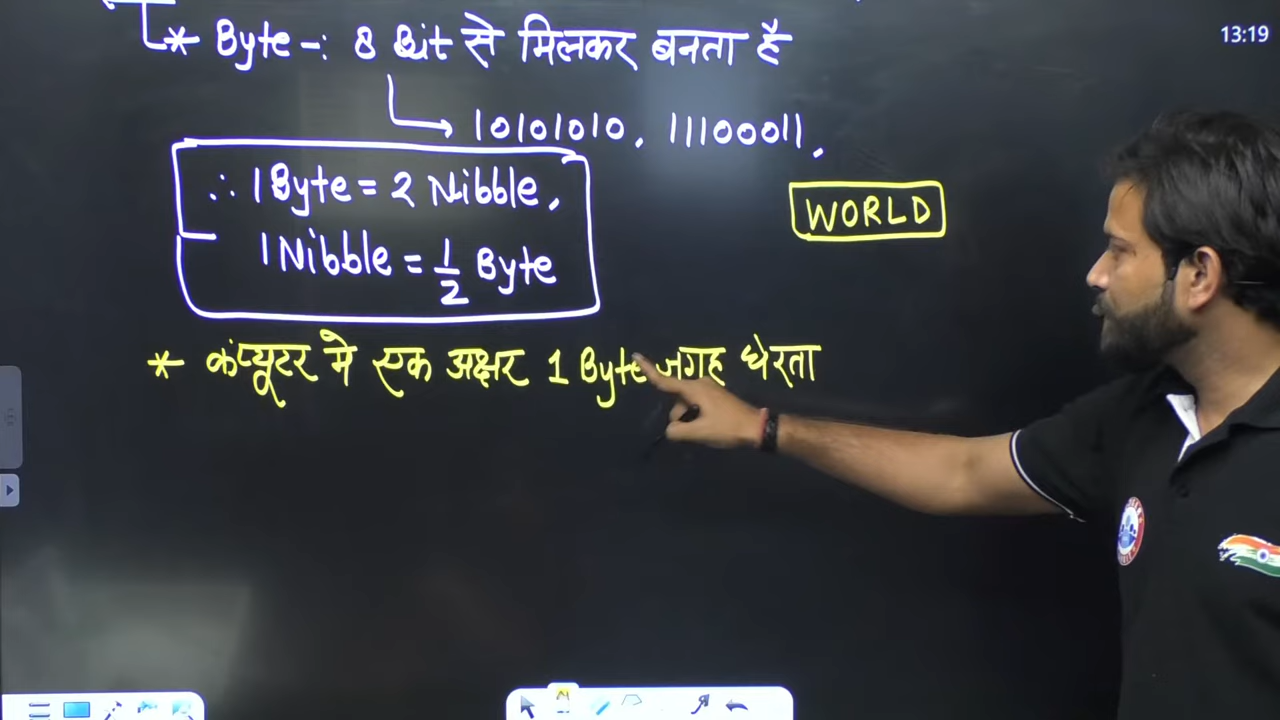 * Byte -: 8 Bit से मिलकर बनता है
13:19
10101010, 11100011,
∴ 1 Byte = 2 Nibble,
WORLD
1 Nibble = 1/2 Byte
* कंप्यूटर मे एक अक्षर 1 Byte जगह घेरता